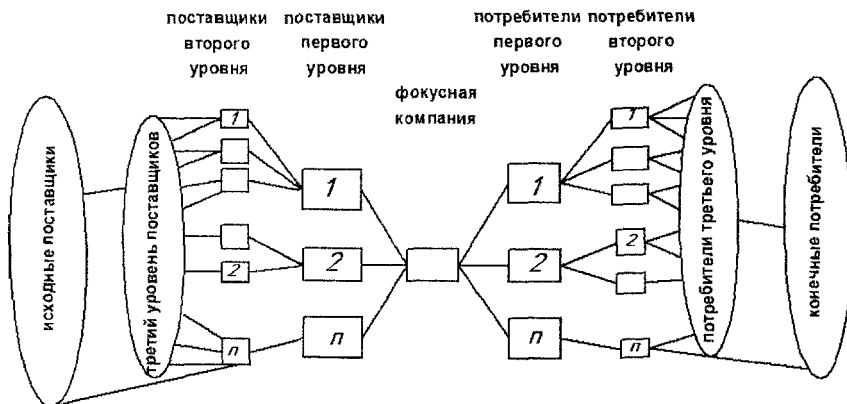 поставщики
второго
уровня
поставщики
первого
уровня
фокусная
компания
потребители
первого
уровня
потребители
второго
уровня
исходные поставщики
третий уровень поставщиков
1
2
n
1
2
n
1
2
n
1
2
n
потребители третьего уровня
конечные потребители